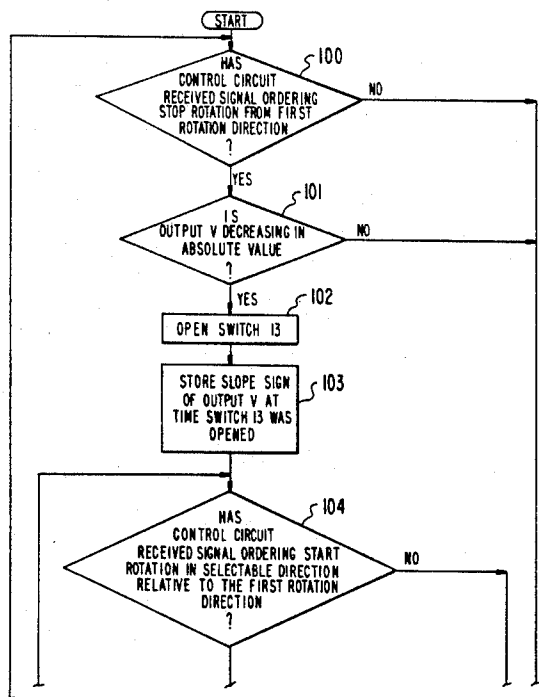 START
100
HAS
CONTROL CIRCUIT
RECEIVED SIGNAL ORDERING
STOP ROTATION FROM FIRST
ROTATION DIRECTION
?
NO
YES
101
IS
OUTPUT V DECREASING IN
ABSOLUTE VALUE
?
NO
YES
102
OPEN SWITCH 13
103
STORE SLOPE SIGN
OF OUTPUT V AT
TIME SWITCH 13 WAS
OPENED
104
HAS
CONTROL CIRCUIT
RECEIVED SIGNAL ORDERING START
ROTATION IN SELECTABLE DIRECTION
RELATIVE TO THE FIRST ROTATION
DIRECTION
?
NO